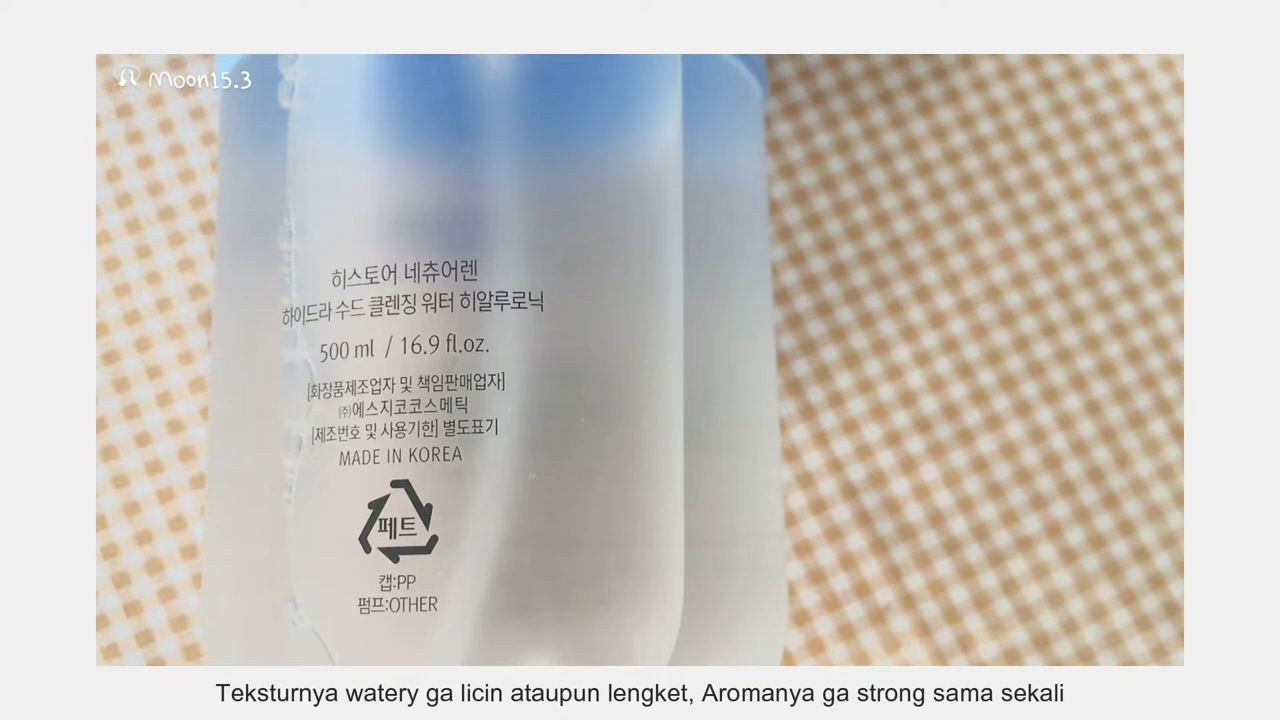 Moon15.3
히스토어 네츄어렌
하이드라 수드 클렌징 워터 히알루로닉
500 ml / 16.9 fl.oz.
[화장품제조업자 및 책임판매업자]
㈜에스지코코스메틱
[제조번호 및 사용기한] 별도표기
MADE IN KOREA
페트
캡:PP
펌프:OTHER
Teksturnya watery ga licin ataupun lengket, Aromanya ga strong sama sekali